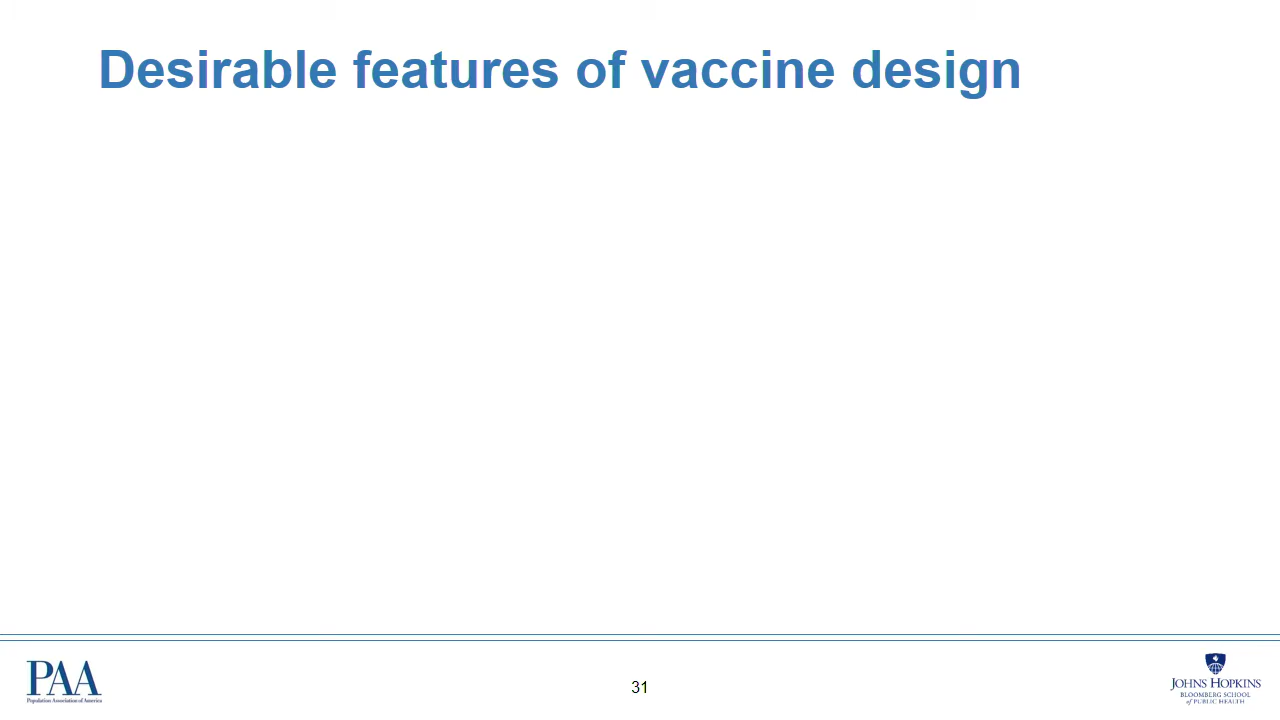 Desirable features of vaccine design
PAA
Population Association of America
31
JOHNS HOPKINS
BLOOMBERG SCHOOL
of PUBLIC HEALTH